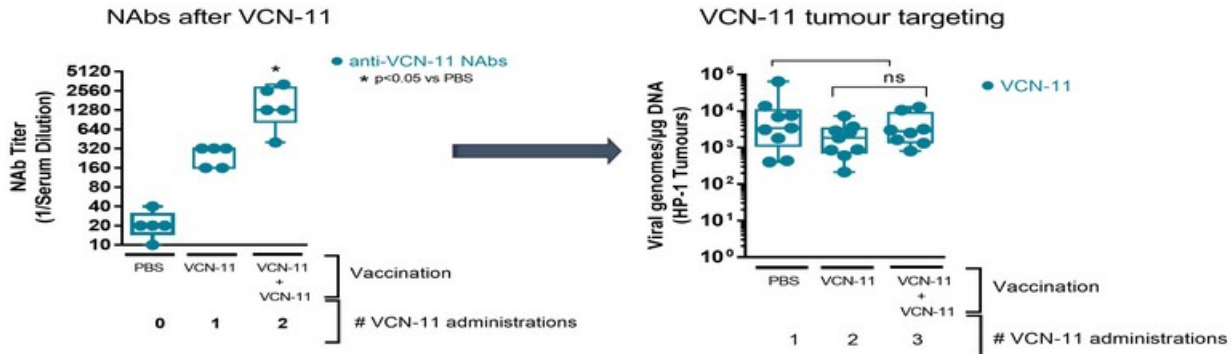 NAbs after VCN-11
anti-VCN-11 NAbs
* p<0.05 vs PBS
*
5120
2560
1280
640
320
160
80
40
20
10
NAb Titer
(1/Serum Dilution)
PBS
VCN-11
VCN-11
+
VCN-11
Vaccination
0
1
2
# VCN-11 administrations
VCN-11 tumour targeting
ns
VCN-11
10⁵
10⁴
10³
10²
10¹
10⁰
Viral genomes/µg DNA
(HP-1 Tumours)
PBS
VCN-11
VCN-11
+
VCN-11
Vaccination
1
2
3
# VCN-11 administrations